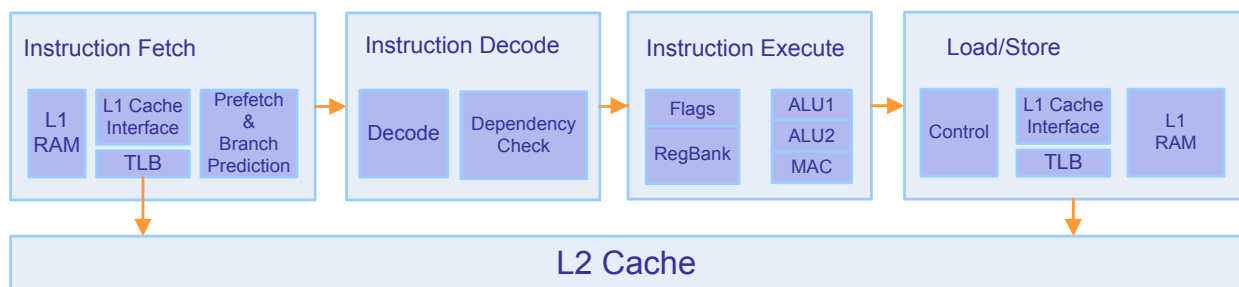 Instruction Fetch
L1
RAM
L1 Cache
Interface
TLB
Prefetch
&
Branch
Prediction
Instruction Decode
Decode
Dependency
Check
Instruction Execute
Flags
RegBank
ALU1
ALU2
MAC
Load/Store
Control
L1 Cache
Interface
TLB
L1
RAM
L2 Cache